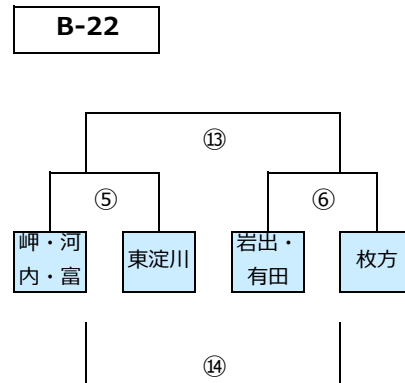 B-22
⑬
⑤
⑥
岬・河
内・富
東淀川
岩出・
有田
枚方
⑭